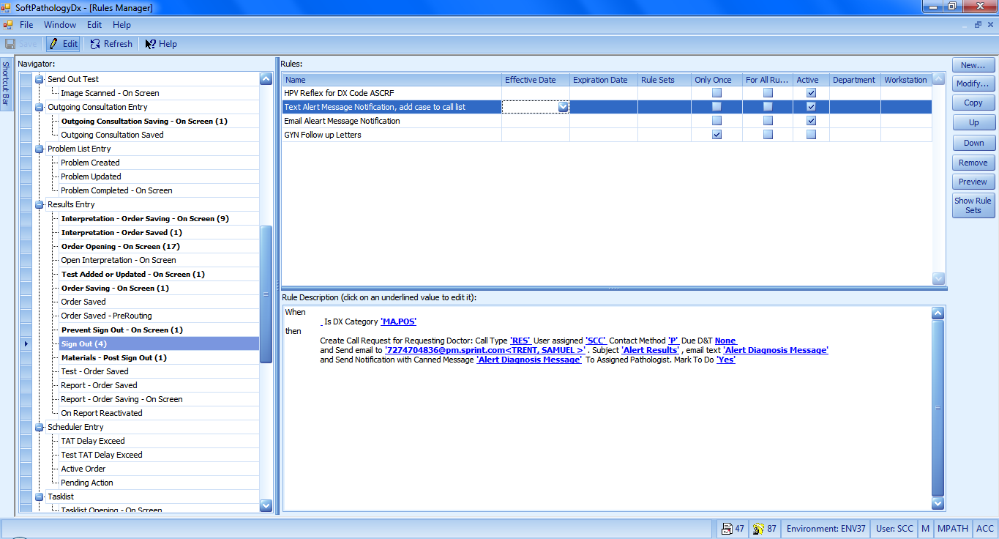 SoftPathologyDx - [Rules Manager]
File Window Edit Help
Save Edit Refresh Help
Shortcut Bar
Navigator:
Send Out Test
Image Scanned - On Screen
Outgoing Consultation Entry
Outgoing Consultation Saving - On Screen (1)
Outgoing Consultation Saved
Problem List Entry
Problem Created
Problem Updated
Problem Completed - On Screen
Results Entry
Interpretation - Order Saving - On Screen (9)
Interpretation - Order Saved (1)
Order Opening - On Screen (17)
Open Interpretation - On Screen
Test Added or Updated - On Screen (1)
Order Saving - On Screen (1)
Order Saved
Order Saved - PreRouting
Prevent Sign Out - On Screen (1)
Sign Out (4)
Materials - Post Sign Out (1)
Test - Order Saved
Report - Order Saved
Report - Order Saving - On Screen
On Report Reactivated
Scheduler Entry
TAT Delay Exceed
Test TAT Delay Exceed
Active Order
Pending Action
Tasklist
Tasklist Opening - On Screen
Rules:
Name Effective Date Expiration Date Rule Sets Only Once For All Ru... Active Department Workstation
HPV Reflex for DX Code ASCRF
Text Alert Message Notification, add case to call list
Email Aleart Message Notification
GYN Follow up Letters
Rule Description (click on an underlined value to edit it):
When
_ Is DX Category 'MA,POS'
then
Create Call Request for Requesting Doctor: Call Type 'RES' User assigned 'SCC' Contact Method 'P' Due D&T None
and Send email to '7274704836@pm.sprint.com<TRENT, SAMUEL >' . Subject 'Alert Results' , email text 'Alert Diagnosis Message'
and Send Notification with Canned Message 'Alert Diagnosis Message' To Assigned Pathologist. Mark To Do 'Yes'
New...
Modify...
Copy
Up
Down
Remove
Preview
Show Rule
Sets
47 87 Environment: ENV37 User: SCC M MPATH ACC